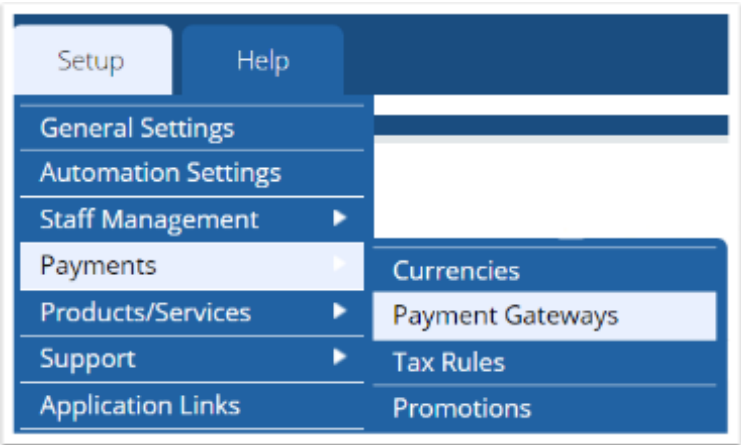 Setup Help
General Settings
Automation Settings
Staff Management
Payments
Products/Services
Support
Application Links
Currencies
Payment Gateways
Tax Rules
Promotions